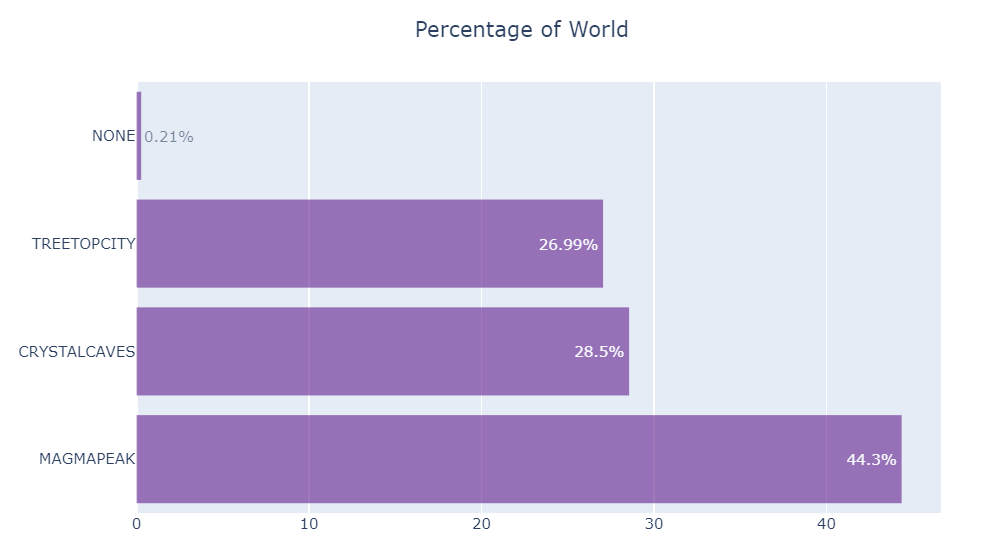 Percentage of World
NONE 0.21%
TREETOPCITY 26.99%
CRYSTALCAVES 28.5%
MAGMAPEAK 44.3%
0 10 20 30 40